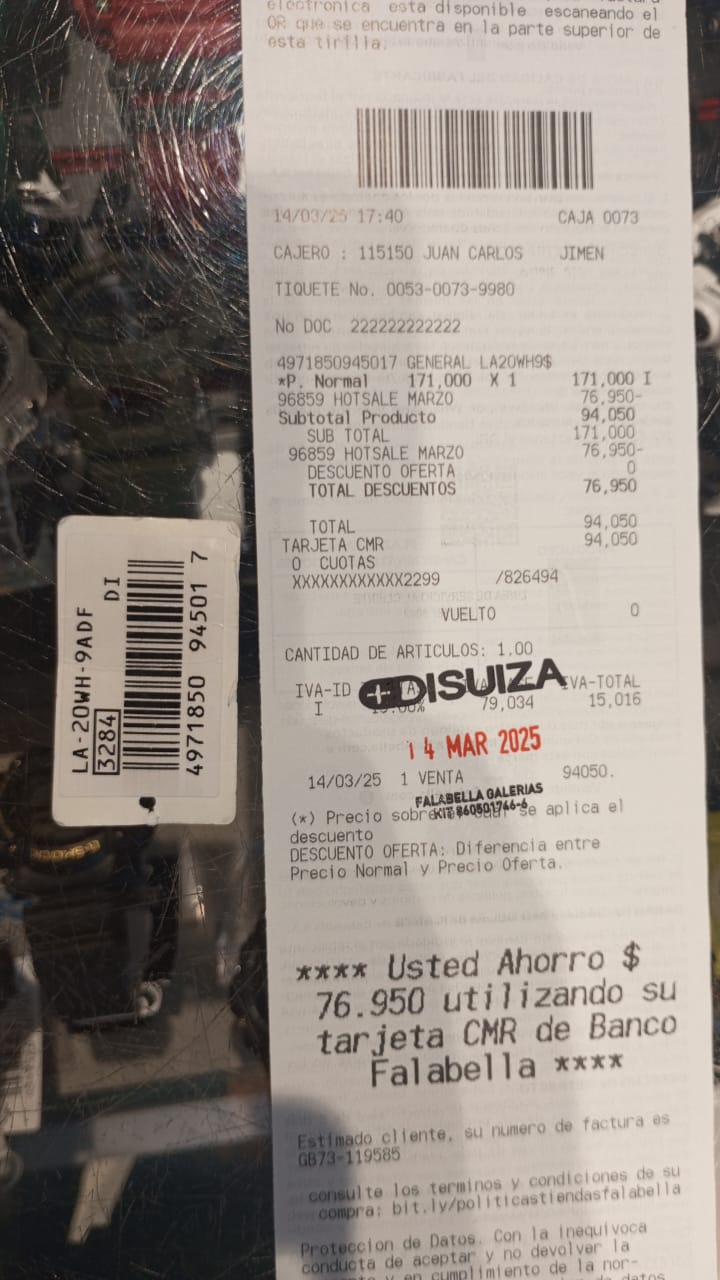 electronica esta disponible escaneando el
QR que se encuentra en la parte superior de
esta tirilla.
14/03/25 17:40 CAJA 0073
CAJERO : 115150 JUAN CARLOS JIMEN
TIQUETE No. 0053-0073-9980
No DOC 222222222222
4971850945017 GENERAL LA20WH9$
*P. Normal 171,000 X 1 171,000 I
96859 HOTSALE MARZO 76,950-
Subtotal Producto 94,050
SUB TOTAL 171,000
96859 HOTSALE MARZO 76,950-
DESCUENTO OFERTA 0
TOTAL DESCUENTOS 76,950
TOTAL 94,050
TARJETA CMR 94,050
0 CUOTAS
XXXXXXXXXXXX2299 /826494
VUELTO 0
CANTIDAD DE ARTICULOS: 1.00
IVA-ID IVA-TOTAL
DISUIZA
I 79,034 15,016
14 MAR 2025
14/03/25 1 VENTA 94050.
FALABELLA GALERIAS
(*) Precio sobre se aplica el
descuento
DESCUENTO OFERTA: Diferencia entre
Precio Normal y Precio Oferta.
**** Usted Ahorro $
76.950 utilizando su
tarjeta CMR de Banco
Falabella ****
Estimado cliente, su numero de factura es
GB73-119585
consulte los terminos y condiciones de su
compra: bit.ly/politicastiendasfalabella
Proteccion de Datos. Con la inequivoca
conducta de aceptar y no devolver la
y en cumplimiento de la nor-
LA-20WH-9ADF DI
3284
4971850 94501 7